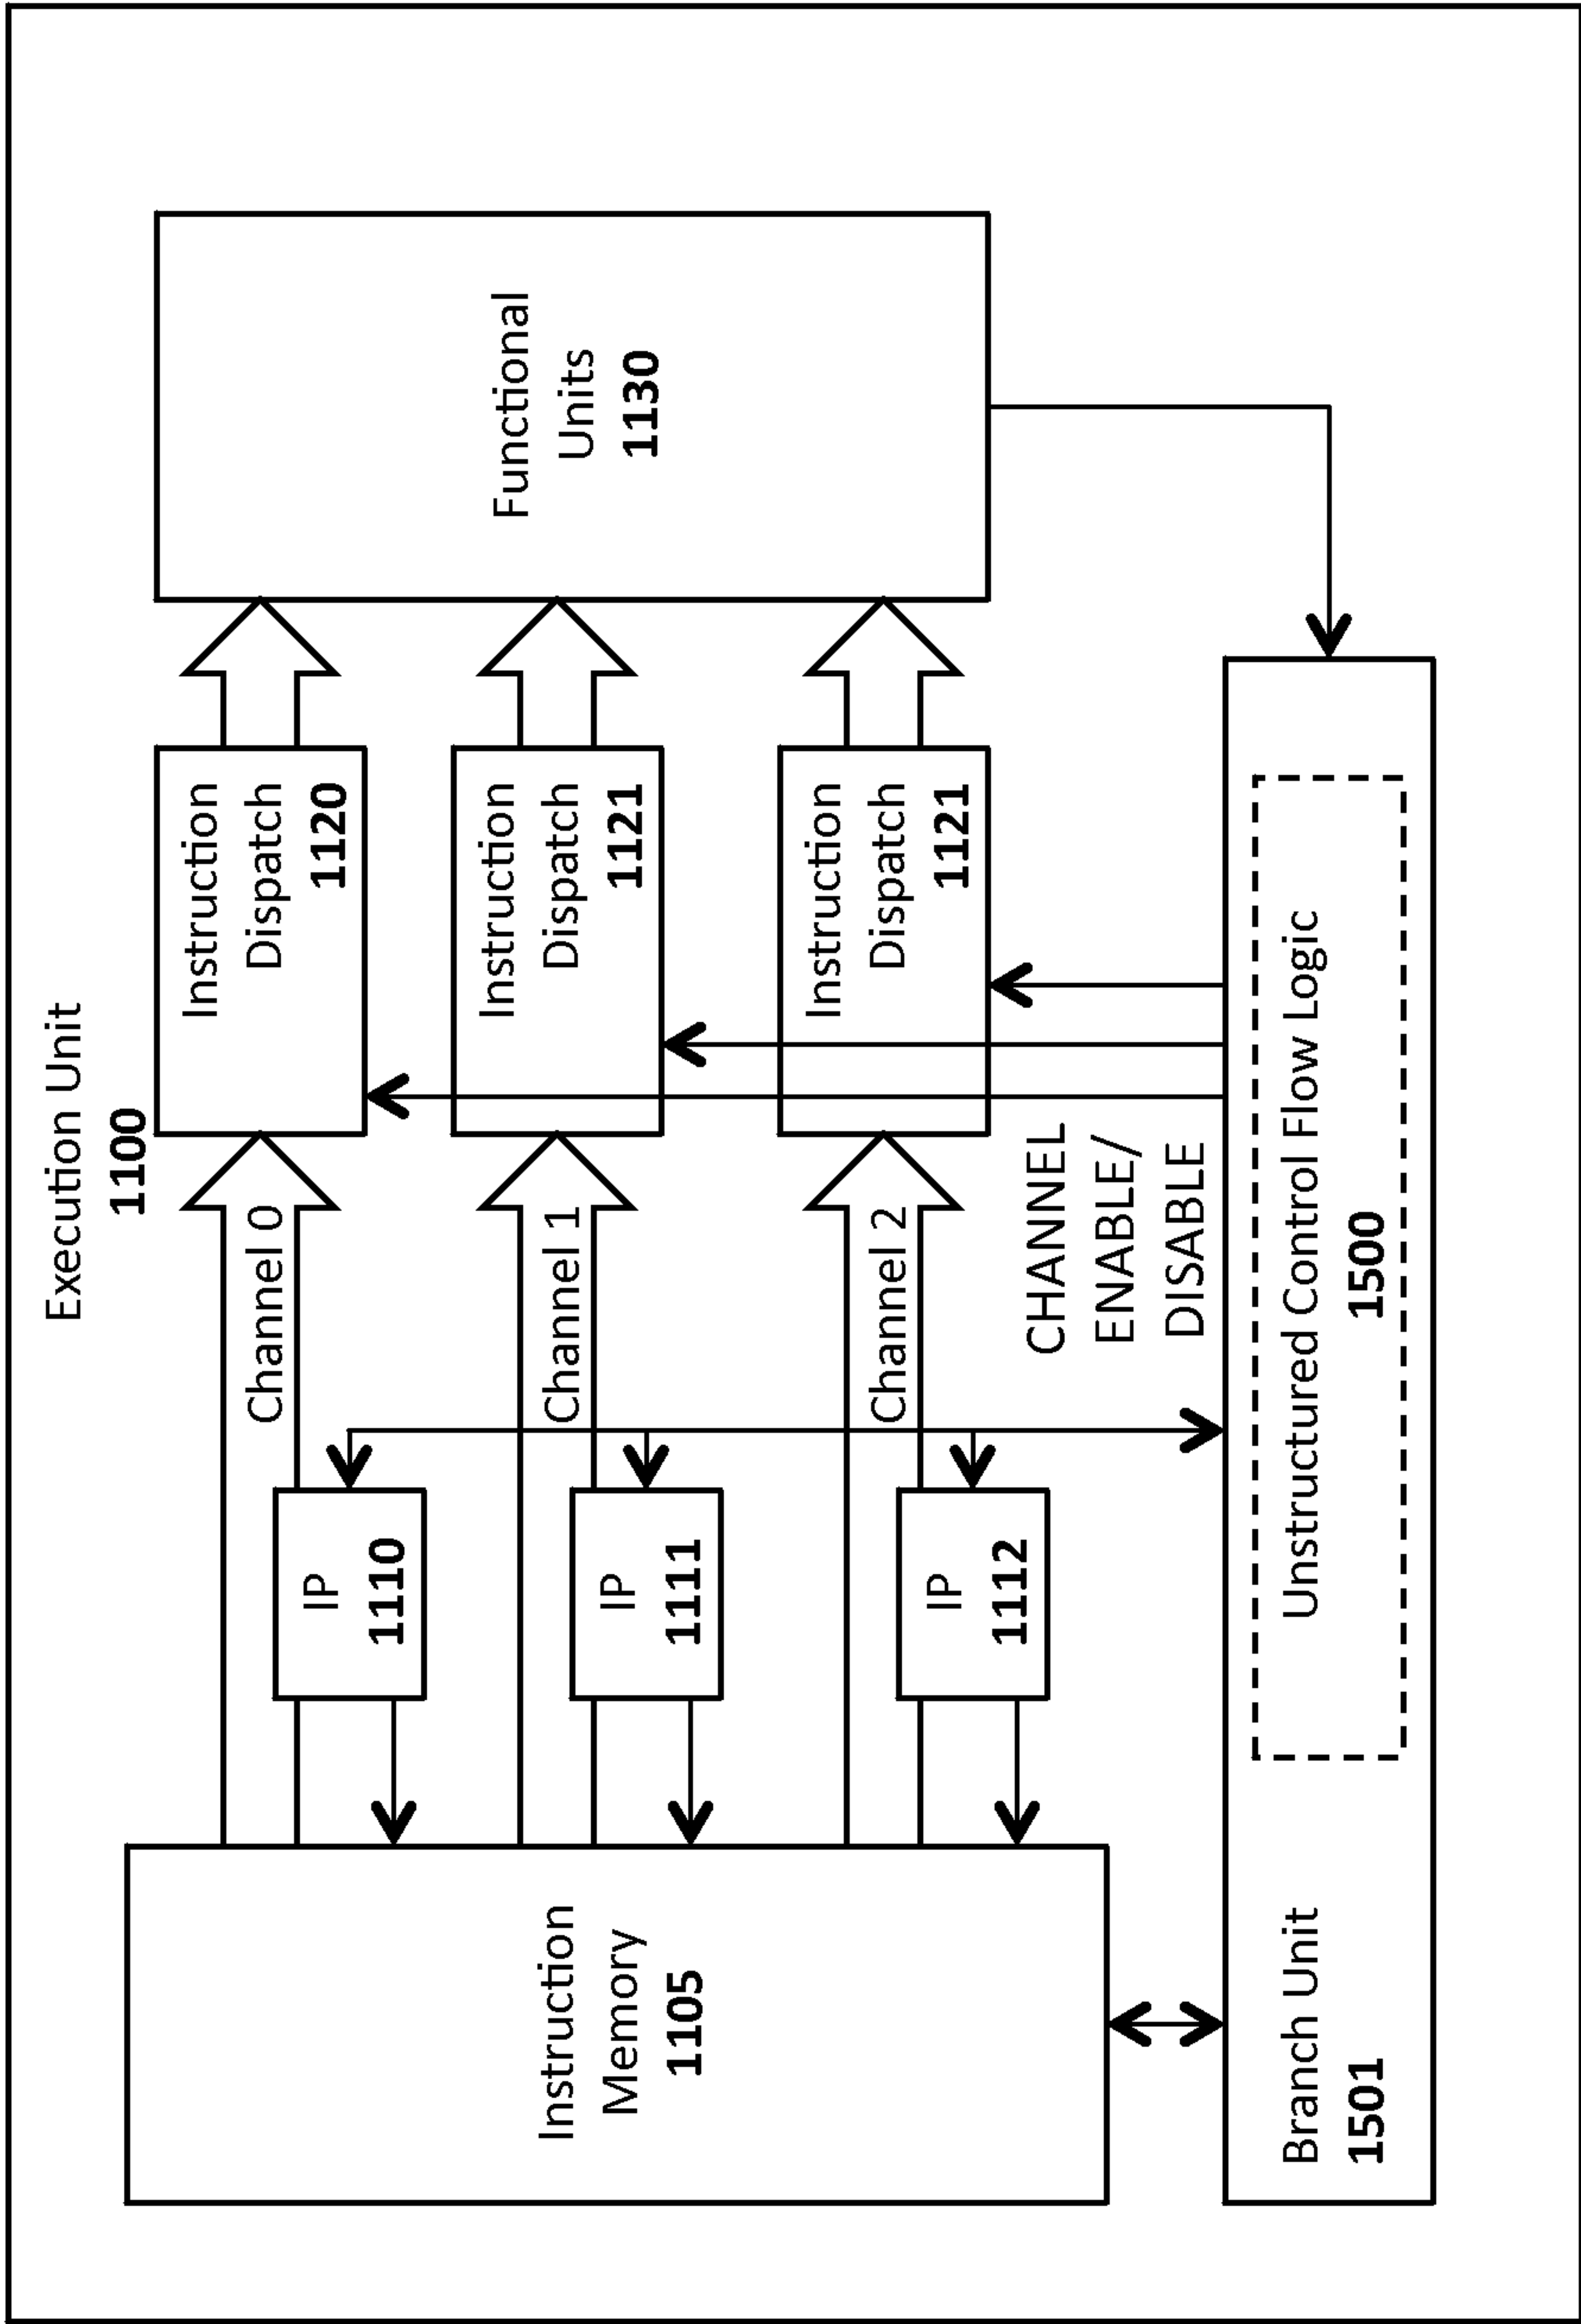 Execution Unit
1100
Instruction
Memory
1105
IP
1110
Channel 0
Instruction
Dispatch
1120
IP
1111
Channel 1
Instruction
Dispatch
1121
IP
1112
Channel 2
Instruction
Dispatch
1121
Functional
Units
1130
CHANNEL
ENABLE/
DISABLE
Branch Unit
1501
Unstructured Control Flow Logic
1500